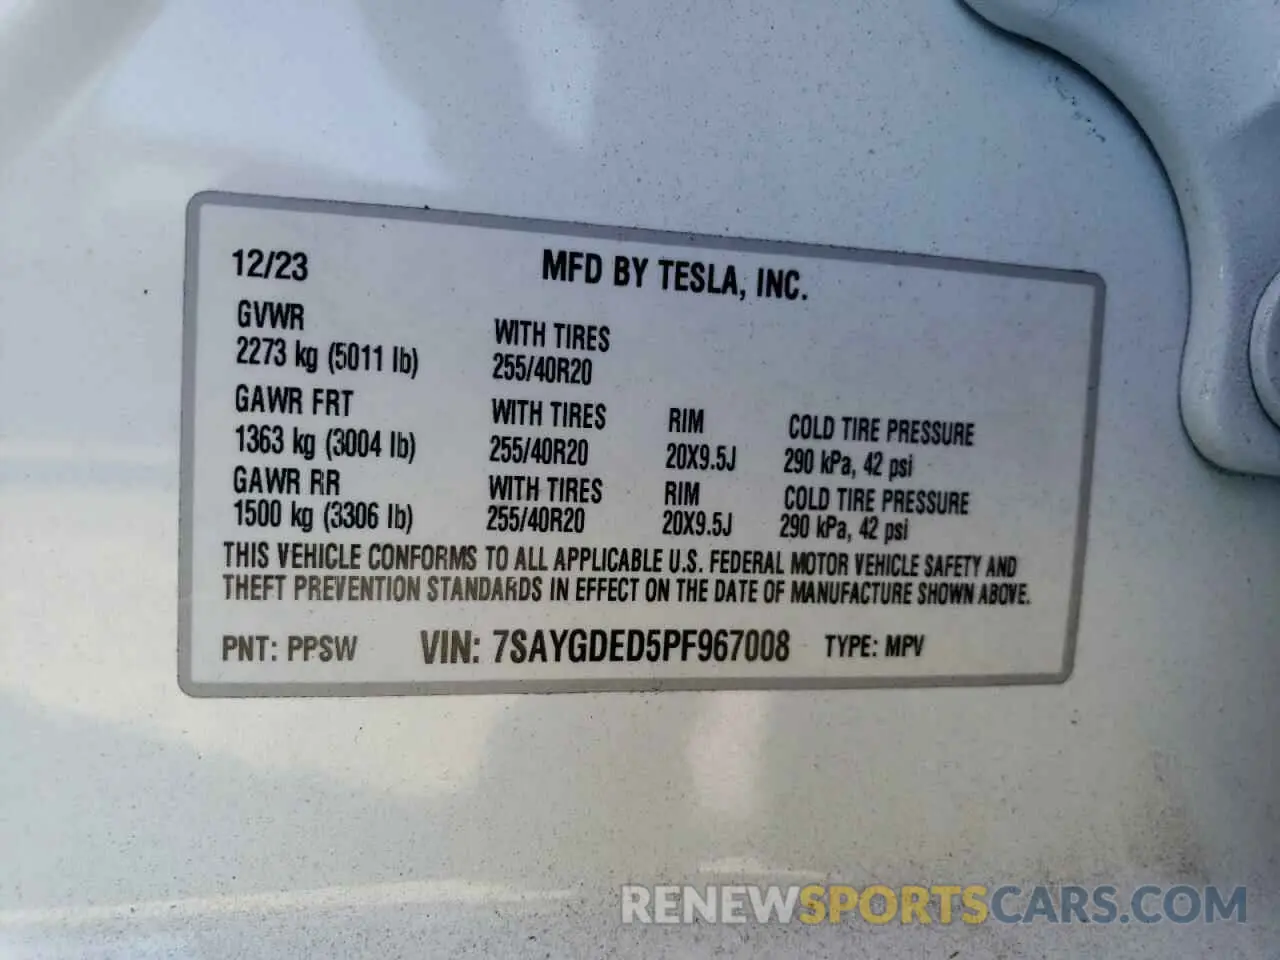 12/23 MFD BY TESLA, INC.
GVWR WITH TIRES
2273 kg (5011 lb) 255/40R20
GAWR FRT WITH TIRES RIM COLD TIRE PRESSURE
1363 kg (3004 lb) 255/40R20 20X9.5J 290 kPa, 42 psi
GAWR RR WITH TIRES RIM COLD TIRE PRESSURE
1500 kg (3306 lb) 255/40R20 20X9.5J 290 kPa, 42 psi
THIS VEHICLE CONFORMS TO ALL APPLICABLE U.S. FEDERAL MOTOR VEHICLE SAFETY AND
THEFT PREVENTION STANDARDS IN EFFECT ON THE DATE OF MANUFACTURE SHOWN ABOVE.
PNT: PPSW VIN: 7SAYGDED5PF967008 TYPE: MPV
RENEWSPORTSCARS.COM